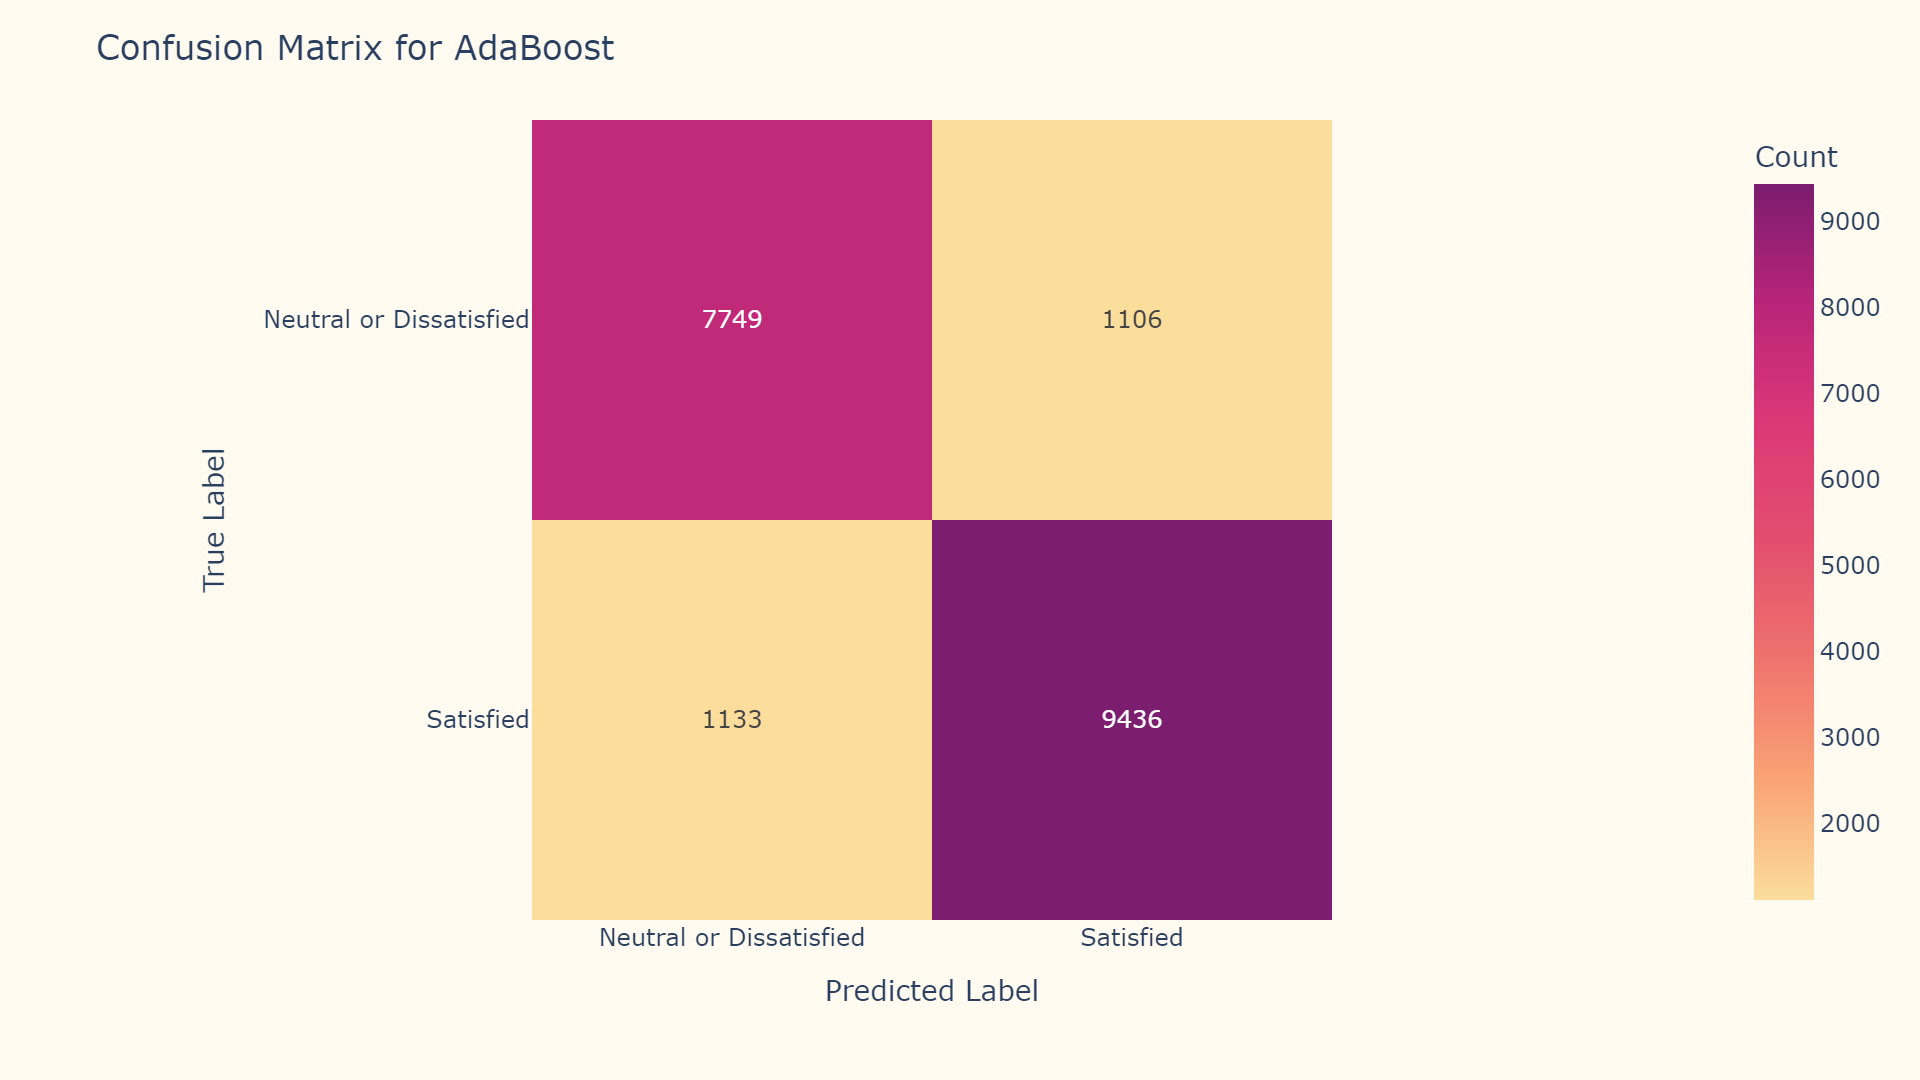 Confusion Matrix for AdaBoost
Count
9000
8000
7000
6000
5000
4000
3000
2000
True Label
Neutral or Dissatisfied
7749
1106
Satisfied
1133
9436
Neutral or Dissatisfied
Satisfied
Predicted Label